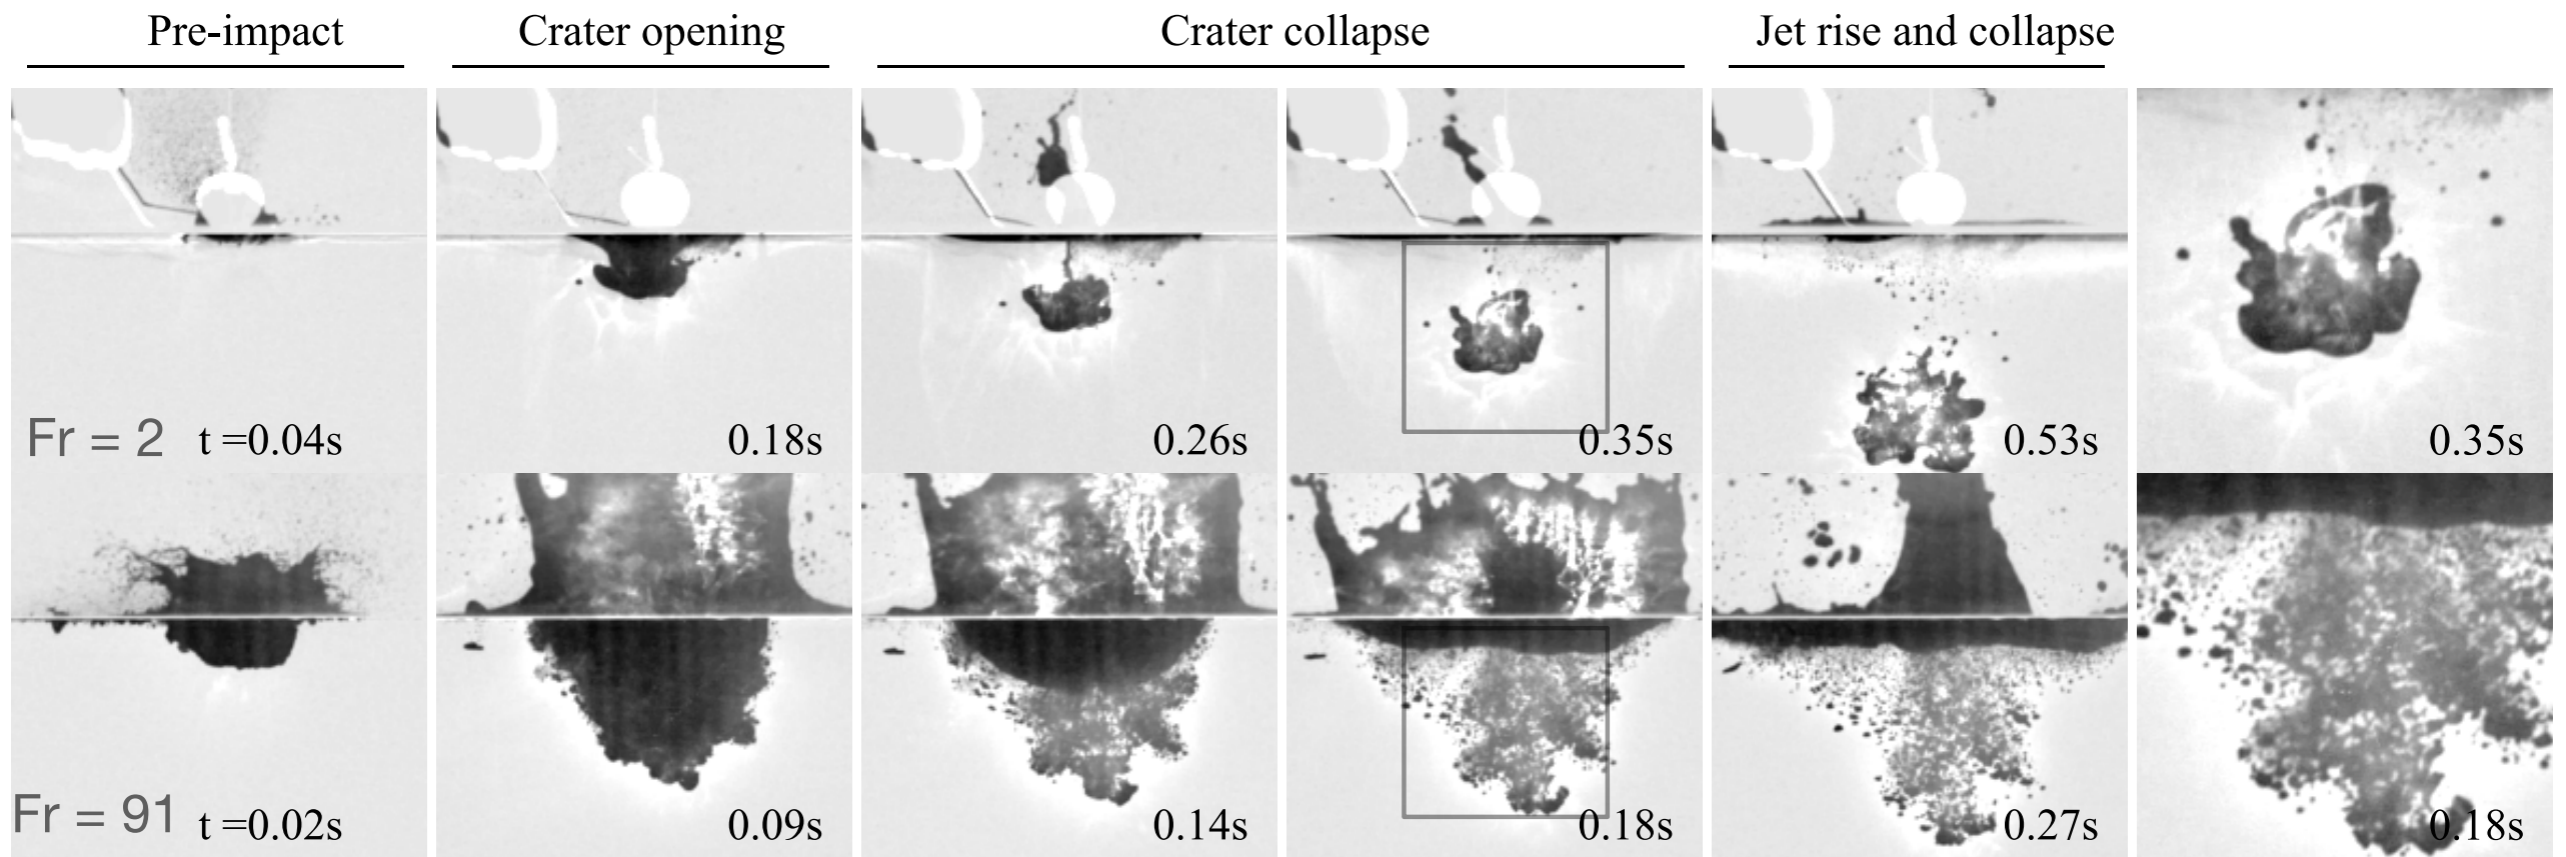 Pre-impact
Crater opening
Crater collapse
Jet rise and collapse
Fr = 2 t =0.04s
0.18s
0.26s
0.35s
0.53s
0.35s
Fr = 91 t =0.02s
0.09s
0.14s
0.18s
0.27s
0.18s